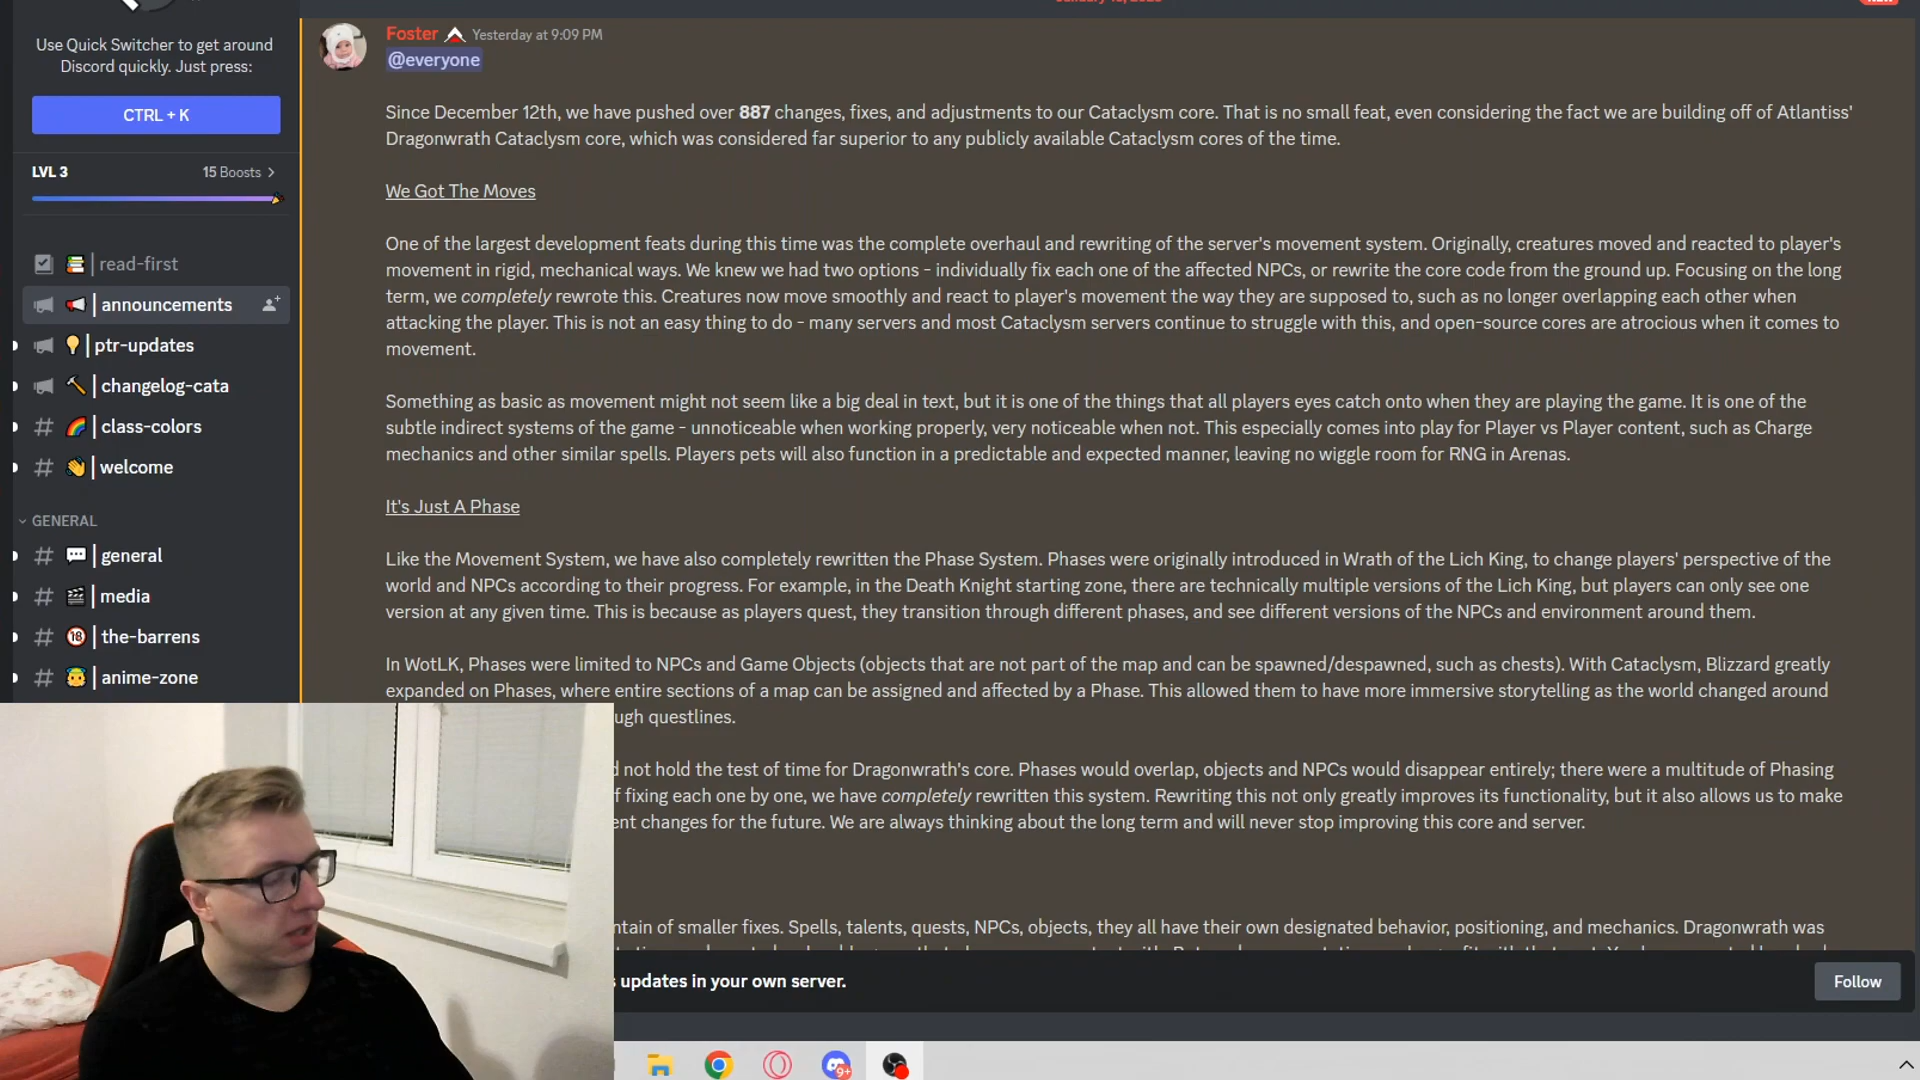 Use Quick Switcher to get around
Discord quickly. Just press:
CTRL + K
LVL 3
15 Boosts
read-first
announcements
ptr-updates
changelog-cata
class-colors
welcome
GENERAL
general
media
18 the-barrens
anime-zone
Foster Yesterday at 9:09 PM
@everyone
Since December 12th, we have pushed over 887 changes, fixes, and adjustments to our Cataclysm core. That is no small feat, even considering the fact we are building off of Atlantiss'
Dragonwrath Cataclysm core, which was considered far superior to any publicly available Cataclysm cores of the time.
We Got The Moves
One of the largest development feats during this time was the complete overhaul and rewriting of the server's movement system. Originally, creatures moved and reacted to player's
movement in rigid, mechanical ways. We knew we had two options - individually fix each one of the affected NPCs, or rewrite the core code from the ground up. Focusing on the long
term, we completely rewrote this. Creatures now move smoothly and react to player's movement the way they are supposed to, such as no longer overlapping each other when
attacking the player. This is not an easy thing to do - many servers and most Cataclysm servers continue to struggle with this, and open-source cores are atrocious when it comes to
movement.
Something as basic as movement might not seem like a big deal in text, but it is one of the things that all players eyes catch onto when they are playing the game. It is one of the
subtle indirect systems of the game - unnoticeable when working properly, very noticeable when not. This especially comes into play for Player vs Player content, such as Charge
mechanics and other similar spells. Players pets will also function in a predictable and expected manner, leaving no wiggle room for RNG in Arenas.
It's Just A Phase
Like the Movement System, we have also completely rewritten the Phase System. Phases were originally introduced in Wrath of the Lich King, to change players' perspective of the
world and NPCs according to their progress. For example, in the Death Knight starting zone, there are technically multiple versions of the Lich King, but players can only see one
version at any given time. This is because as players quest, they transition through different phases, and see different versions of the NPCs and environment around them.
In WotLK, Phases were limited to NPCs and Game Objects (objects that are not part of the map and can be spawned/despawned, such as chests). With Cataclysm, Blizzard greatly
expanded on Phases, where entire sections of a map can be assigned and affected by a Phase. This allowed them to have more immersive storytelling as the world changed around
ugh questlines.
d not hold the test of time for Dragonwrath's core. Phases would overlap, objects and NPCs would disappear entirely; there were a multitude of Phasing
f fixing each one by one, we have completely rewritten this system. Rewriting this not only greatly improves its functionality, but it also allows us to make
ent changes for the future. We are always thinking about the long term and will never stop improving this core and server.
ntain of smaller fixes. Spells, talents, quests, NPCs, objects, they all have their own designated behavior, positioning, and mechanics. Dragonwrath was
updates in your own server.
Follow
9+